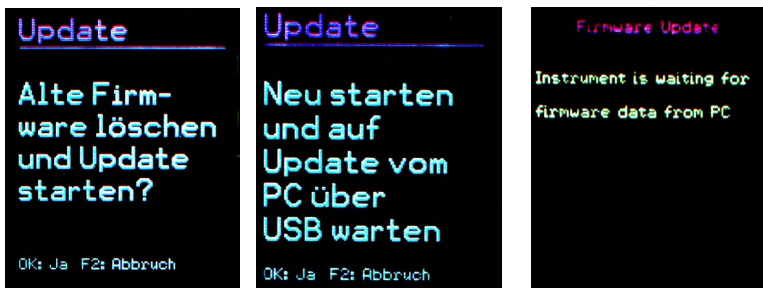 Update
Alte Firm-
ware löschen
und Update
starten?
OK: Ja F2: Abbruch
Update
Neu starten
und auf
Update vom
PC über
USB warten
OK: Ja F2: Abbruch
Firmware Update
Instrument is waiting for
firmware data from PC